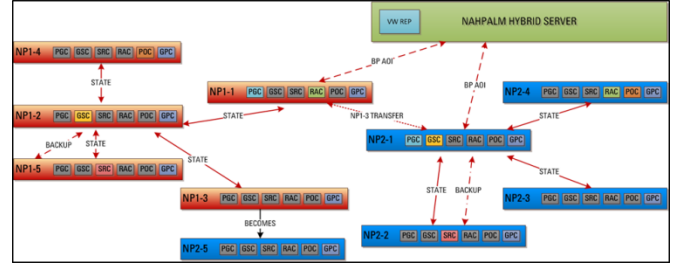 VW REP
NAHPALM HYBRID SERVER
NP1-4 PGC GSC SRC RAC POC GPC
BP AOI
STATE
NP1-1 PGC GSC SRC RAC POC GPC
NP2-4 PGC GSC SRC RAC POC GPC
BP AOI
NP1-2 PGC GSC SRC RAC POC GPC
STATE
NP1-3 TRANSFER
STATE
NP2-1 PGC GSC SRC RAC POC GPC
BACKUP
STATE
NP1-5 PGC GSC SRC RAC POC GPC
STATE
STATE
NP1-3 PGC GSC SRC RAC POC GPC
STATE
BACKUP
NP2-3 PGC GSC SRC RAC POC GPC
BECOMES
NP2-5 PGC GSC SRC RAC POC GPC
NP2-2 PGC GSC SRC RAC POC GPC